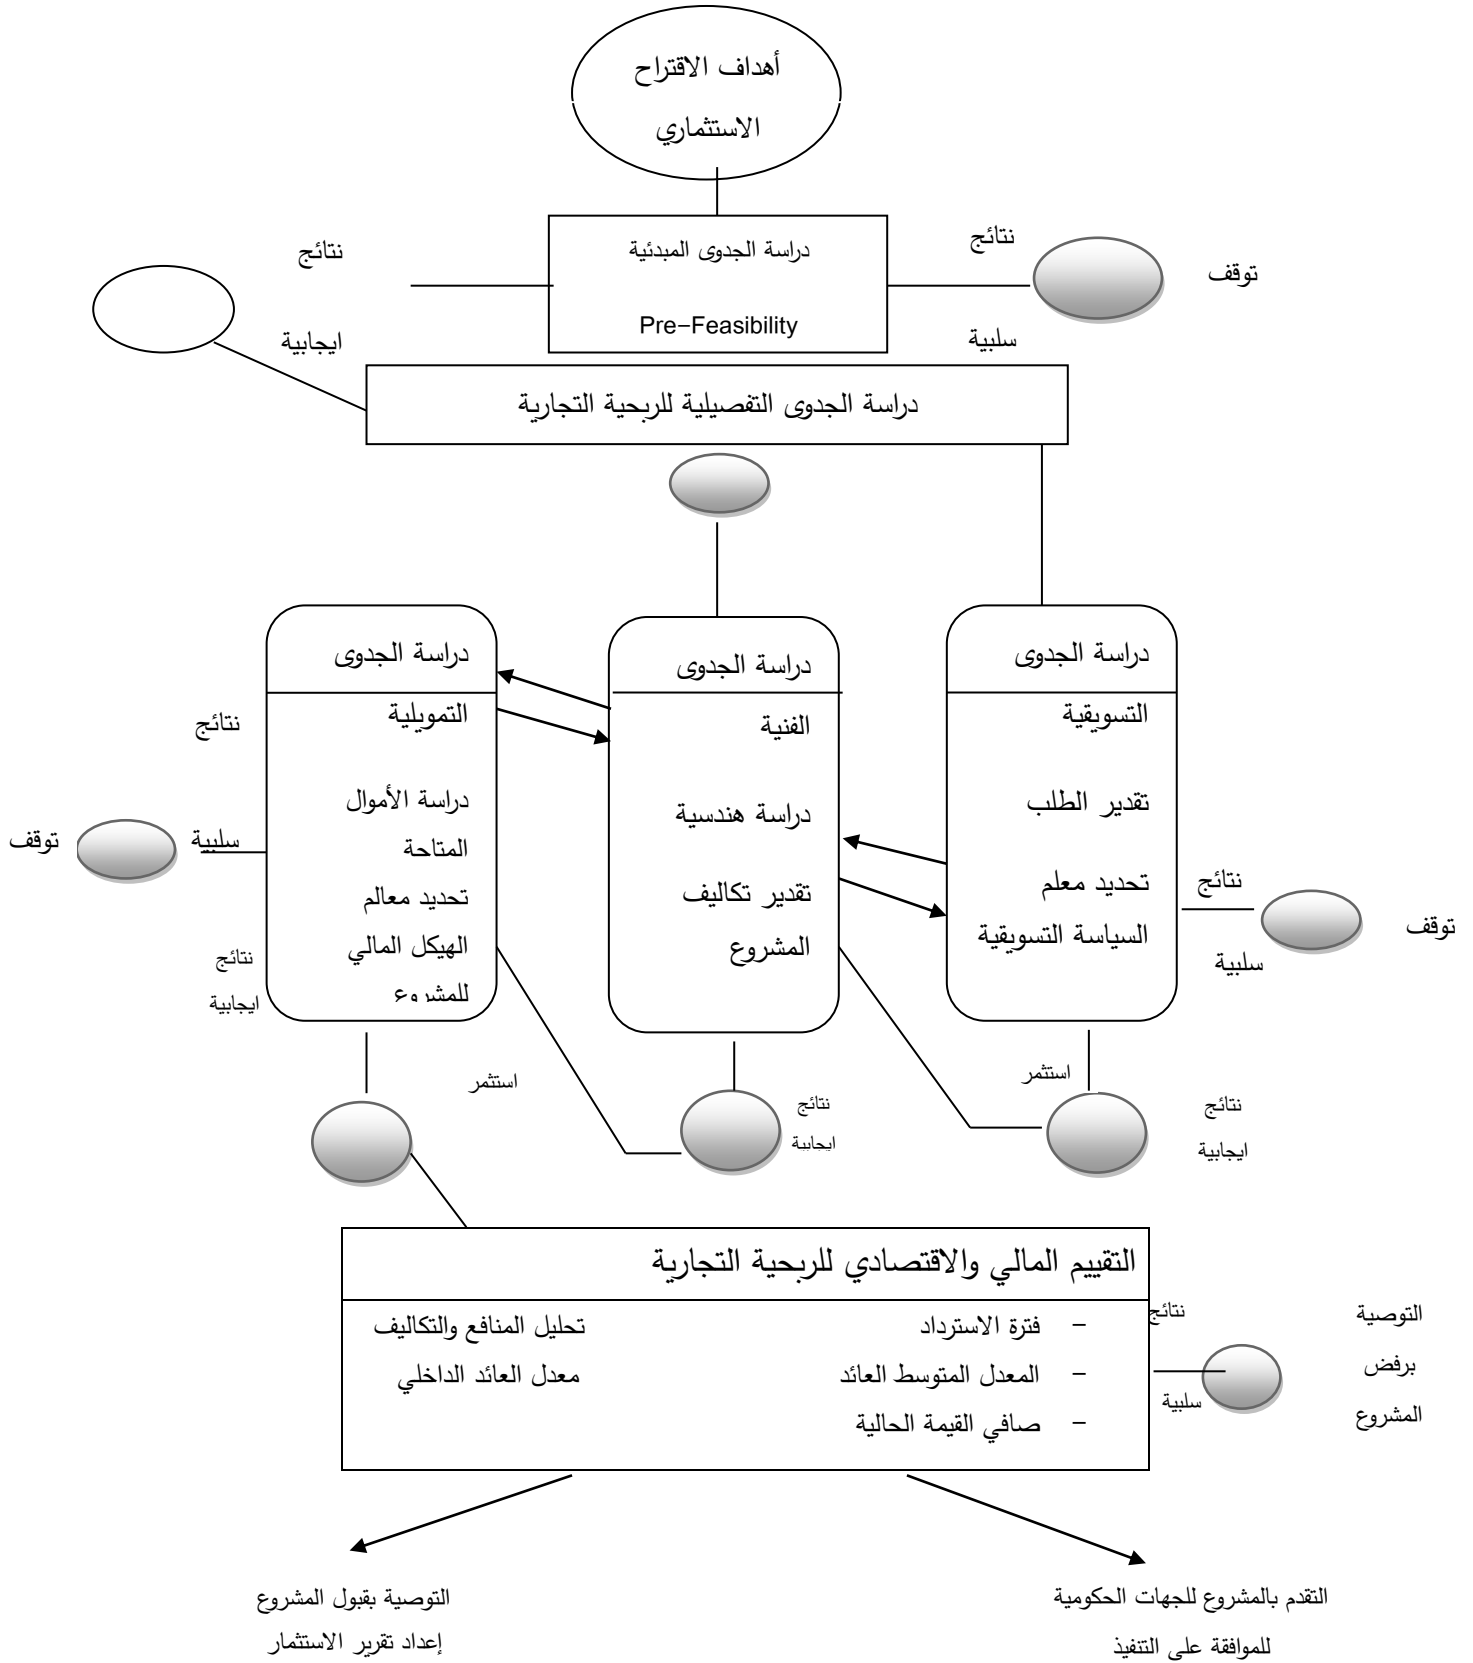 أهداف الاقتراح
الاستثماري
نتائج
دراسة الجدوى المبدئية
نتائج
توقف
Pre-Feasibility
سلبية
ايجابية
دراسة الجدوى التفصيلية للربحية التجارية
دراسة الجدوى
التسويقية
تقدير الطلب
تحديد معلم
السياسة التسويقية
نتائج
سلبية
توقف
استثمر
نتائج
ايجابية
دراسة الجدوى
الفنية
دراسة هندسية
تقدير تكاليف
المشروع
نتائج
ايجابية
دراسة الجدوى
التمويلية
دراسة الأموال
المتاحة
تحديد معالم
الهيكل المالي
للمشروع
نتائج
سلبية
توقف
نتائج
ايجابية
استثمر
التقييم المالي والاقتصادي للربحية التجارية
- فترة الاسترداد
- المعدل المتوسط العائد
- صافي القيمة الحالية
تحليل المنافع والتكاليف
معدل العائد الداخلي
نتائج
سلبية
التوصية
برفض
المشروع
التقدم بالمشروع للجهات الحكومية
للموافقة على التنفيذ
التوصية بقبول المشروع
إعداد تقرير الاستثمار